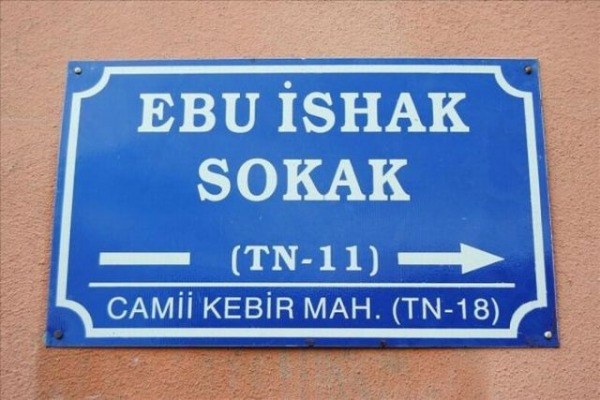 EBU İSHAK
SOKAK
(TN-11)
CAMİİ KEBİR MAH. (TN-18)